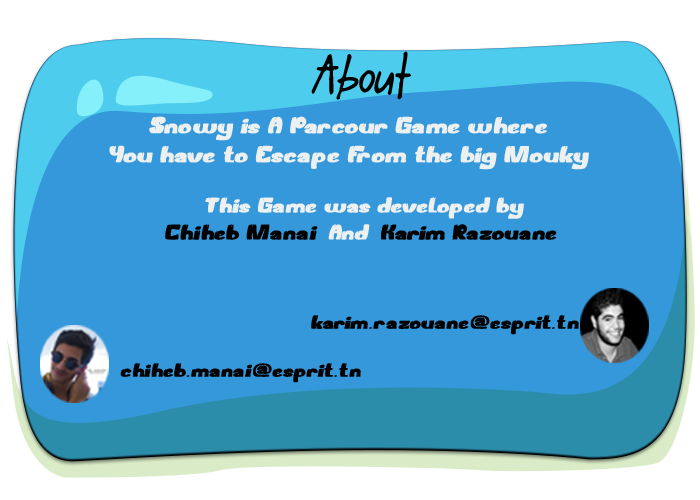 About
Snowy is A Parcour Game where
You have to Escape From the big Mouky
This Game was developed by
Chiheb Manai And Karim Razouane
karim.razouane@esprit.tn
chiheb.manai@esprit.tn